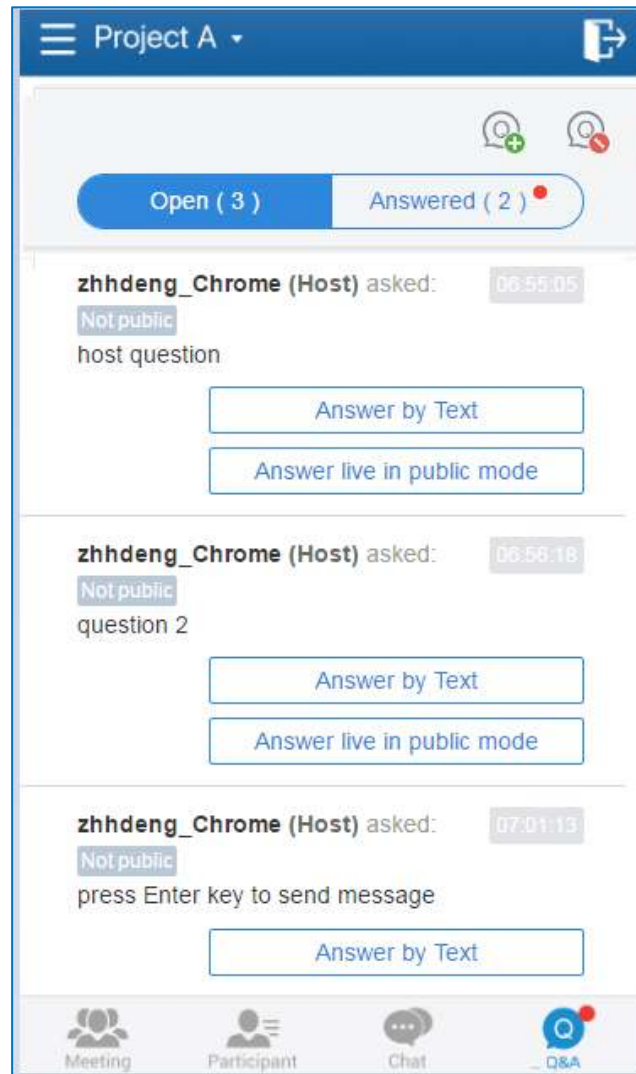 Project A
Open ( 3 ) Answered ( 2 )
zhhdeng_Chrome (Host) asked: 06:55:05
Not public
host question
Answer by Text
Answer live in public mode
zhhdeng_Chrome (Host) asked: 06:56:18
Not public
question 2
Answer by Text
Answer live in public mode
zhhdeng_Chrome (Host) asked: 07:01:13
Not public
press Enter key to send message
Answer by Text
Meeting Participant Chat Q&A